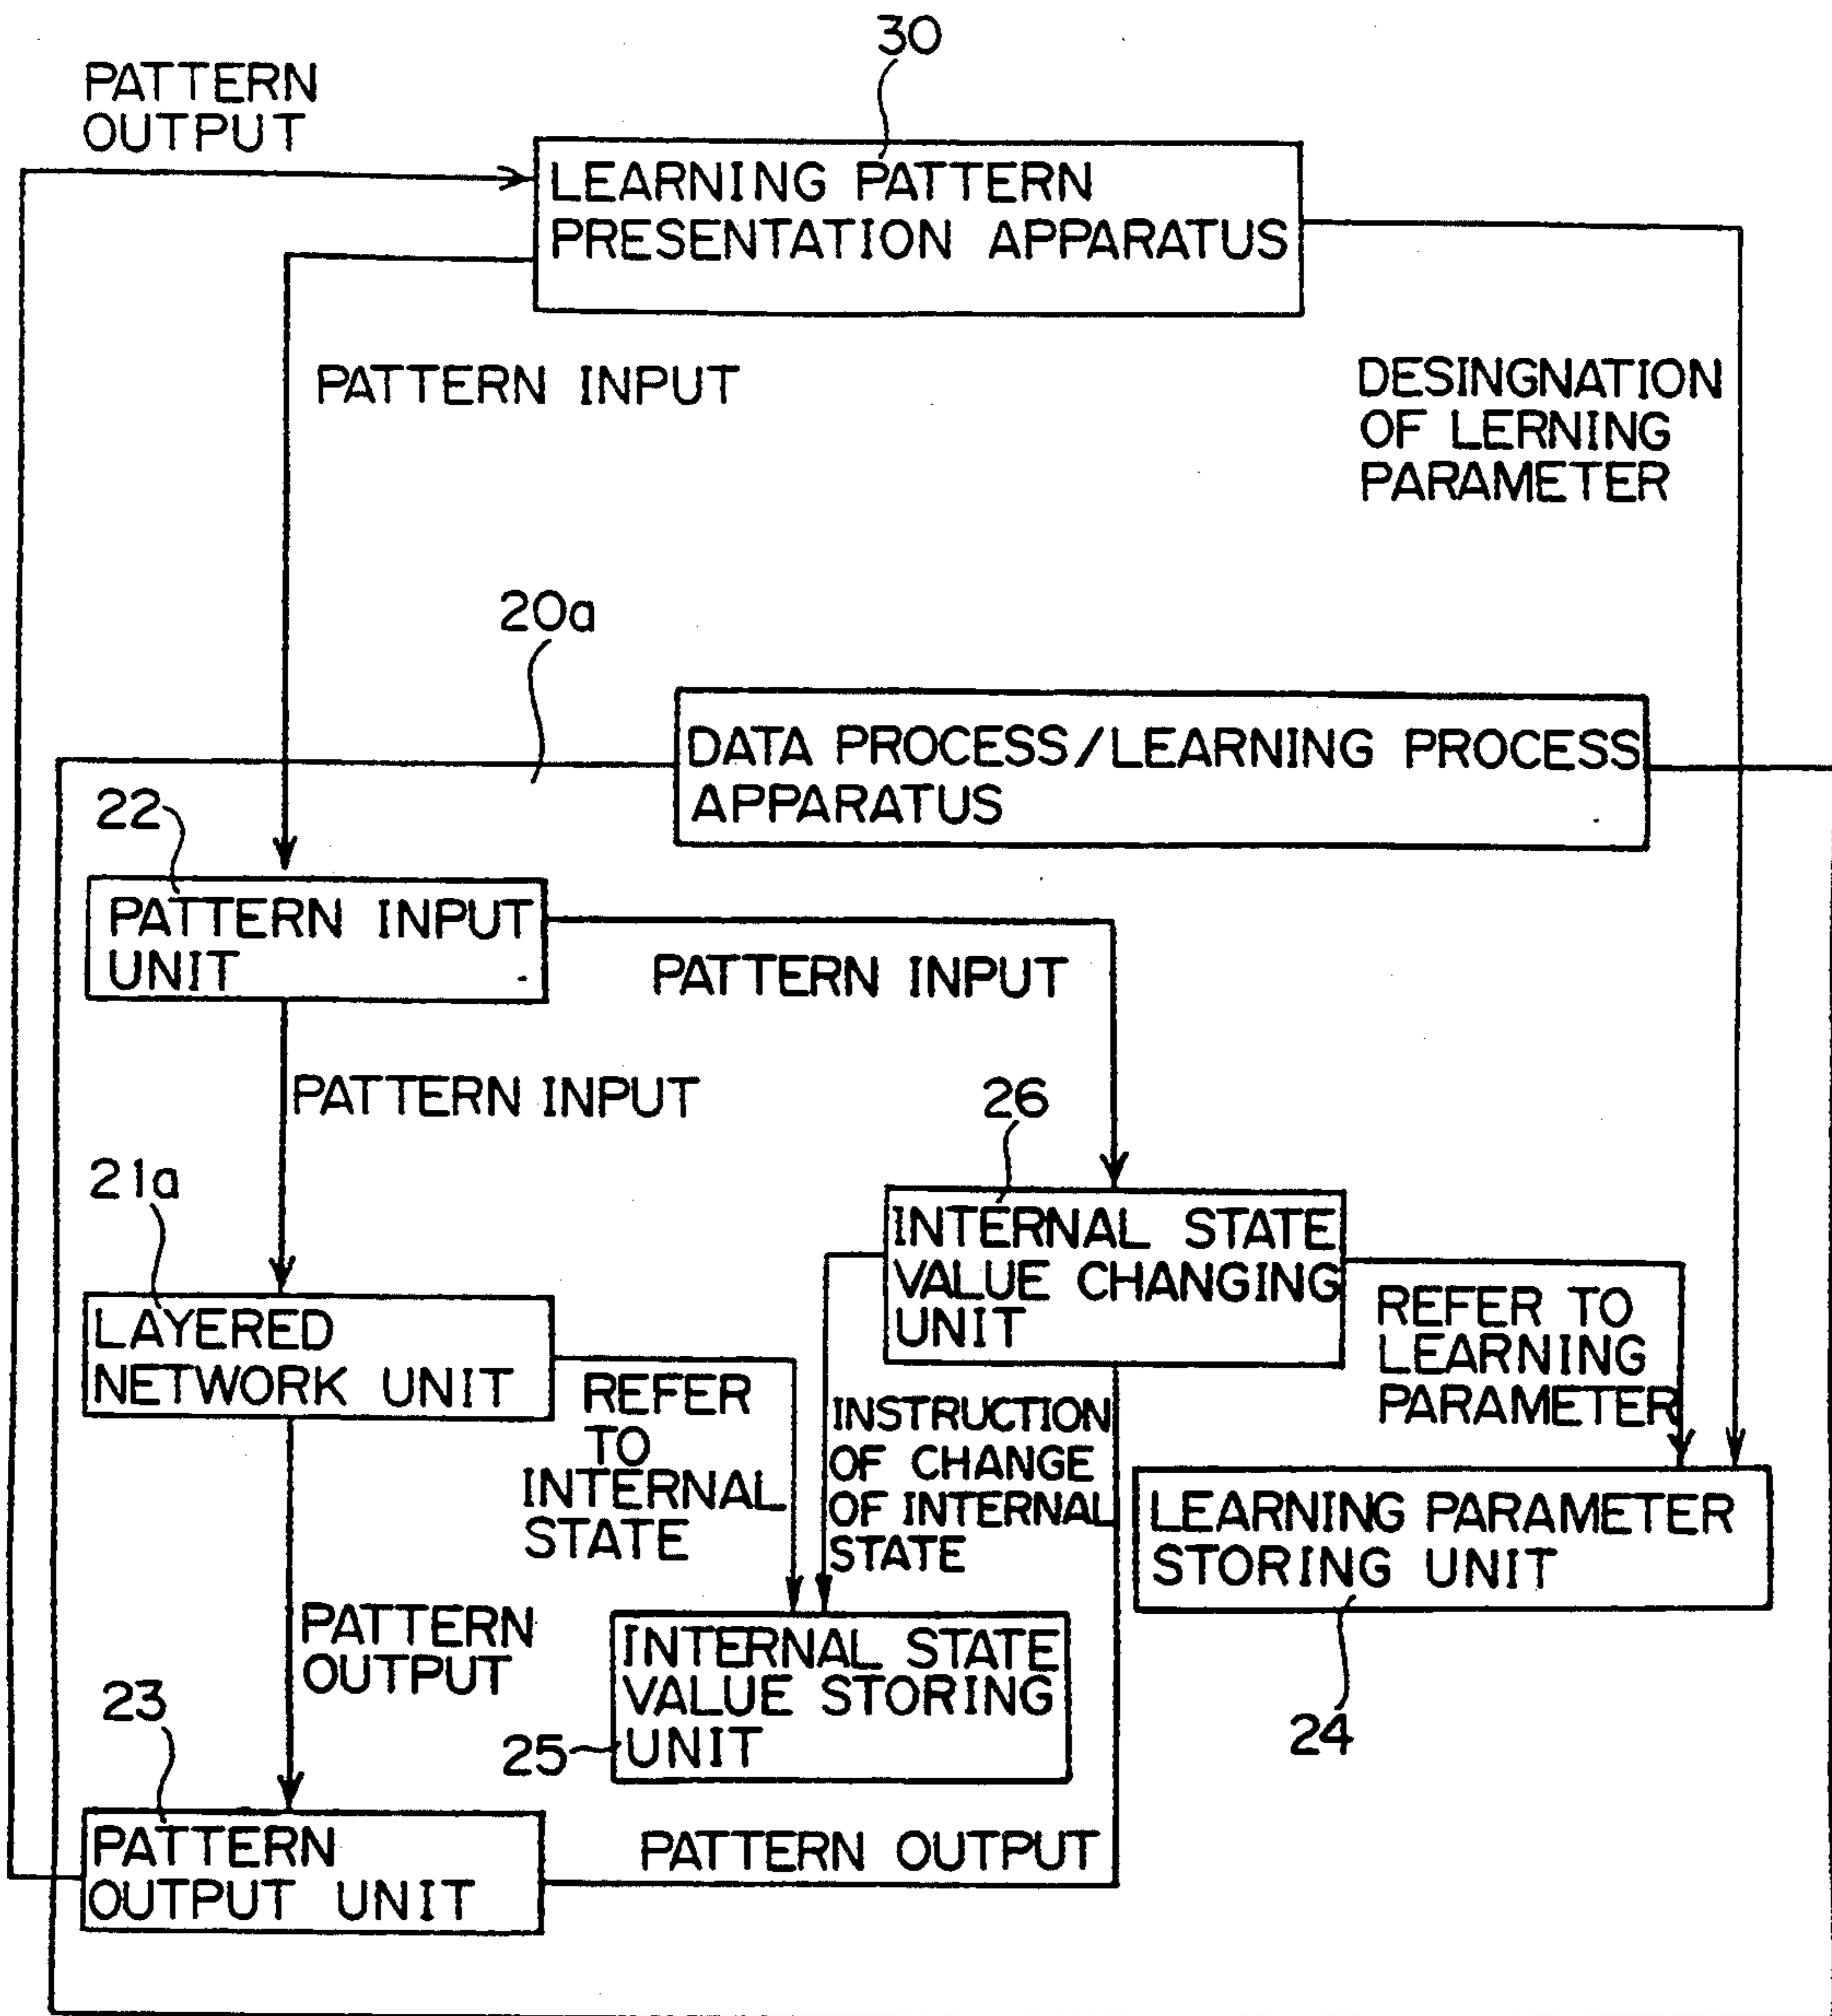 30
PATTERN
OUTPUT
LEARNING PATTERN
PRESENTATION APPARATUS
PATTERN INPUT
DESINGNATION
OF LERNING
PARAMETER
20a
DATA PROCESS/LEARNING PROCESS
APPARATUS
22
PATTERN INPUT
UNIT
PATTERN INPUT
PATTERN INPUT
26
21a
INTERNAL STATE
VALUE CHANGING
UNIT
REFER TO
LEARNING
PARAMETER
LAYERED
NETWORK UNIT
REFER
TO
INTERNAL
STATE
INSTRUCTION
OF CHANGE
OF INTERNAL
STATE
LEARNING PARAMETER
STORING UNIT
24
PATTERN
OUTPUT
INTERNAL STATE
VALUE STORING
UNIT
25
23
PATTERN
OUTPUT UNIT
PATTERN OUTPUT